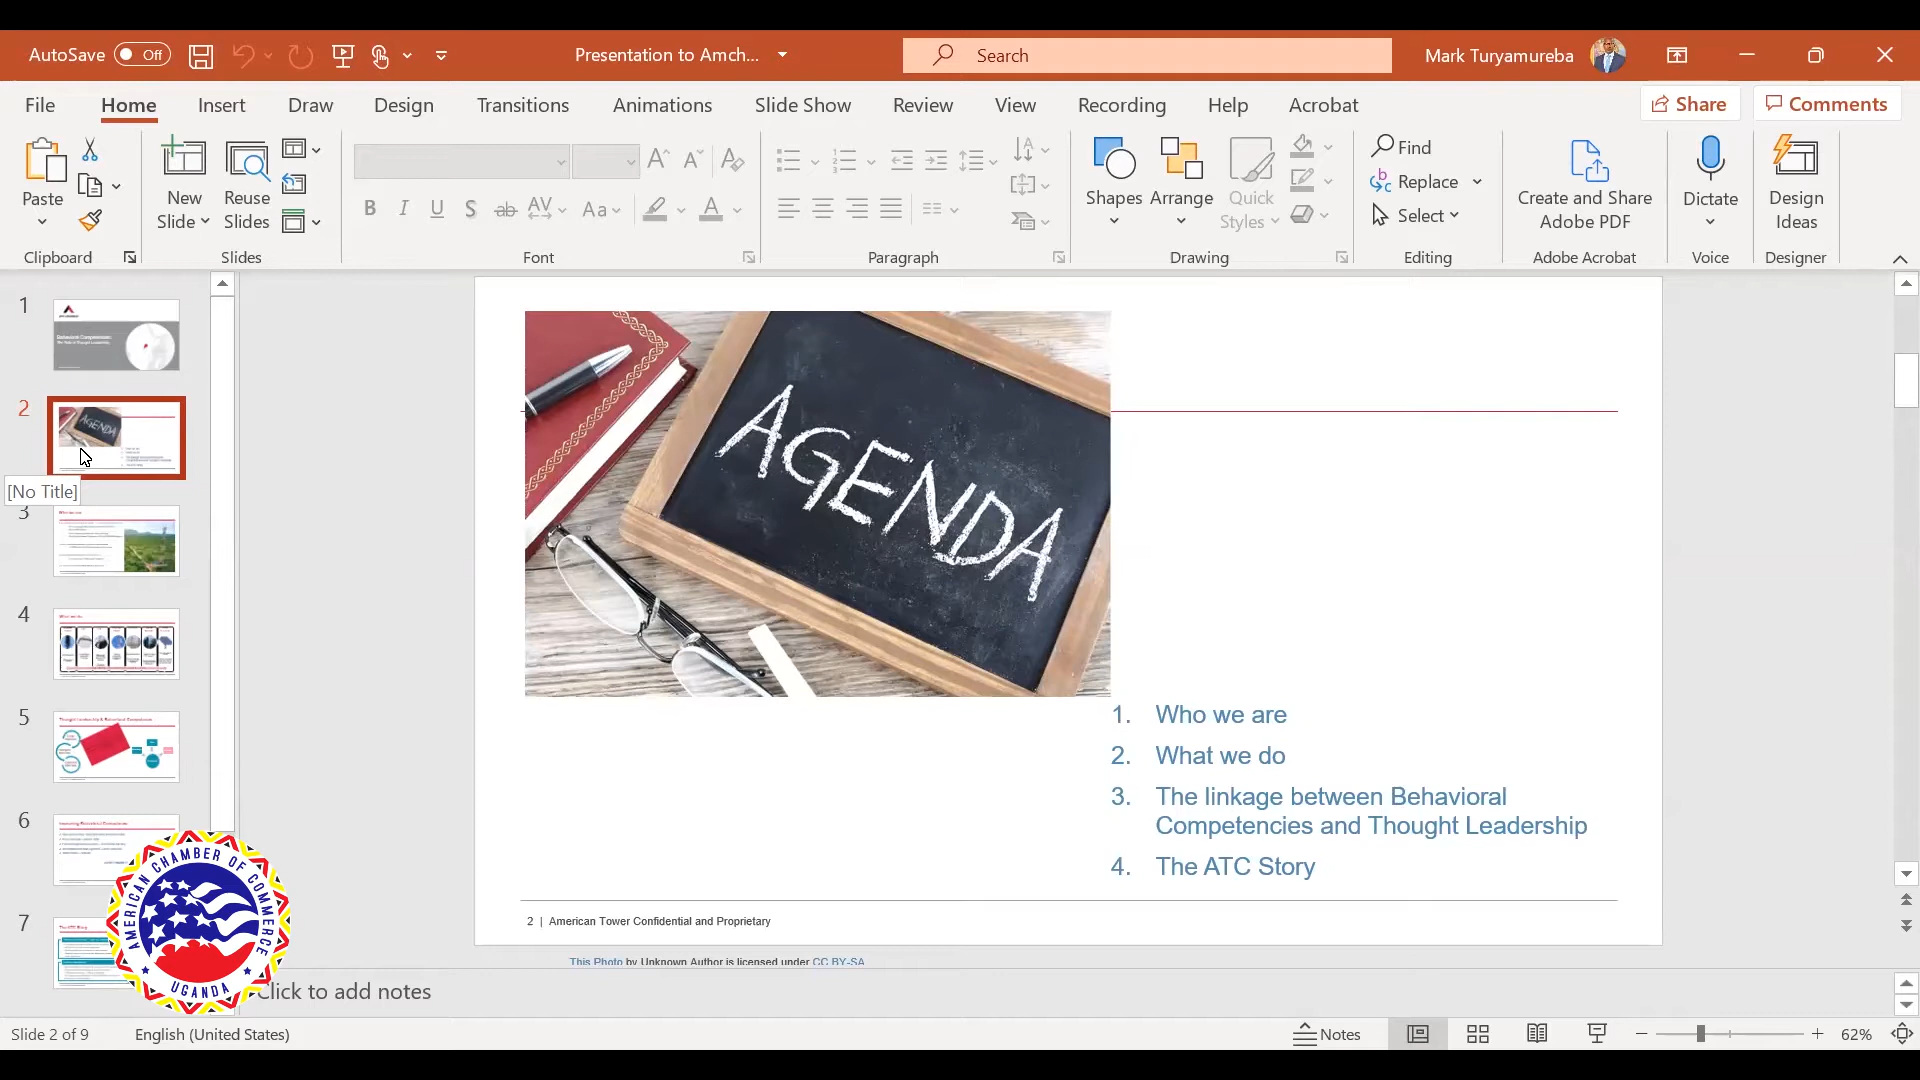 AutoSave Off
Presentation to Amch...
Search
Mark Turyamureba
File Home Insert Draw Design Transitions Animations Slide Show Review View Recording Help Acrobat
Share Comments
Paste
New Slide
Reuse Slides
Find
Replace
Select
Shapes
Arrange
Quick Styles
Create and Share Adobe PDF
Dictate
Design Ideas
Clipboard Slides Font Paragraph Drawing Editing Adobe Acrobat Voice Designer
1
2
[No Title]
3
4
5
6
7
AGENDA
1. Who we are
2. What we do
3. The linkage between Behavioral
Competencies and Thought Leadership
4. The ATC Story
2 | American Tower Confidential and Proprietary
This Photo by Unknown Author is licensed under CC BY-SA
AMERICAN CHAMBER OF COMMERCE
UGANDA
Click to add notes
Slide 2 of 9
English (United States)
Notes
62%